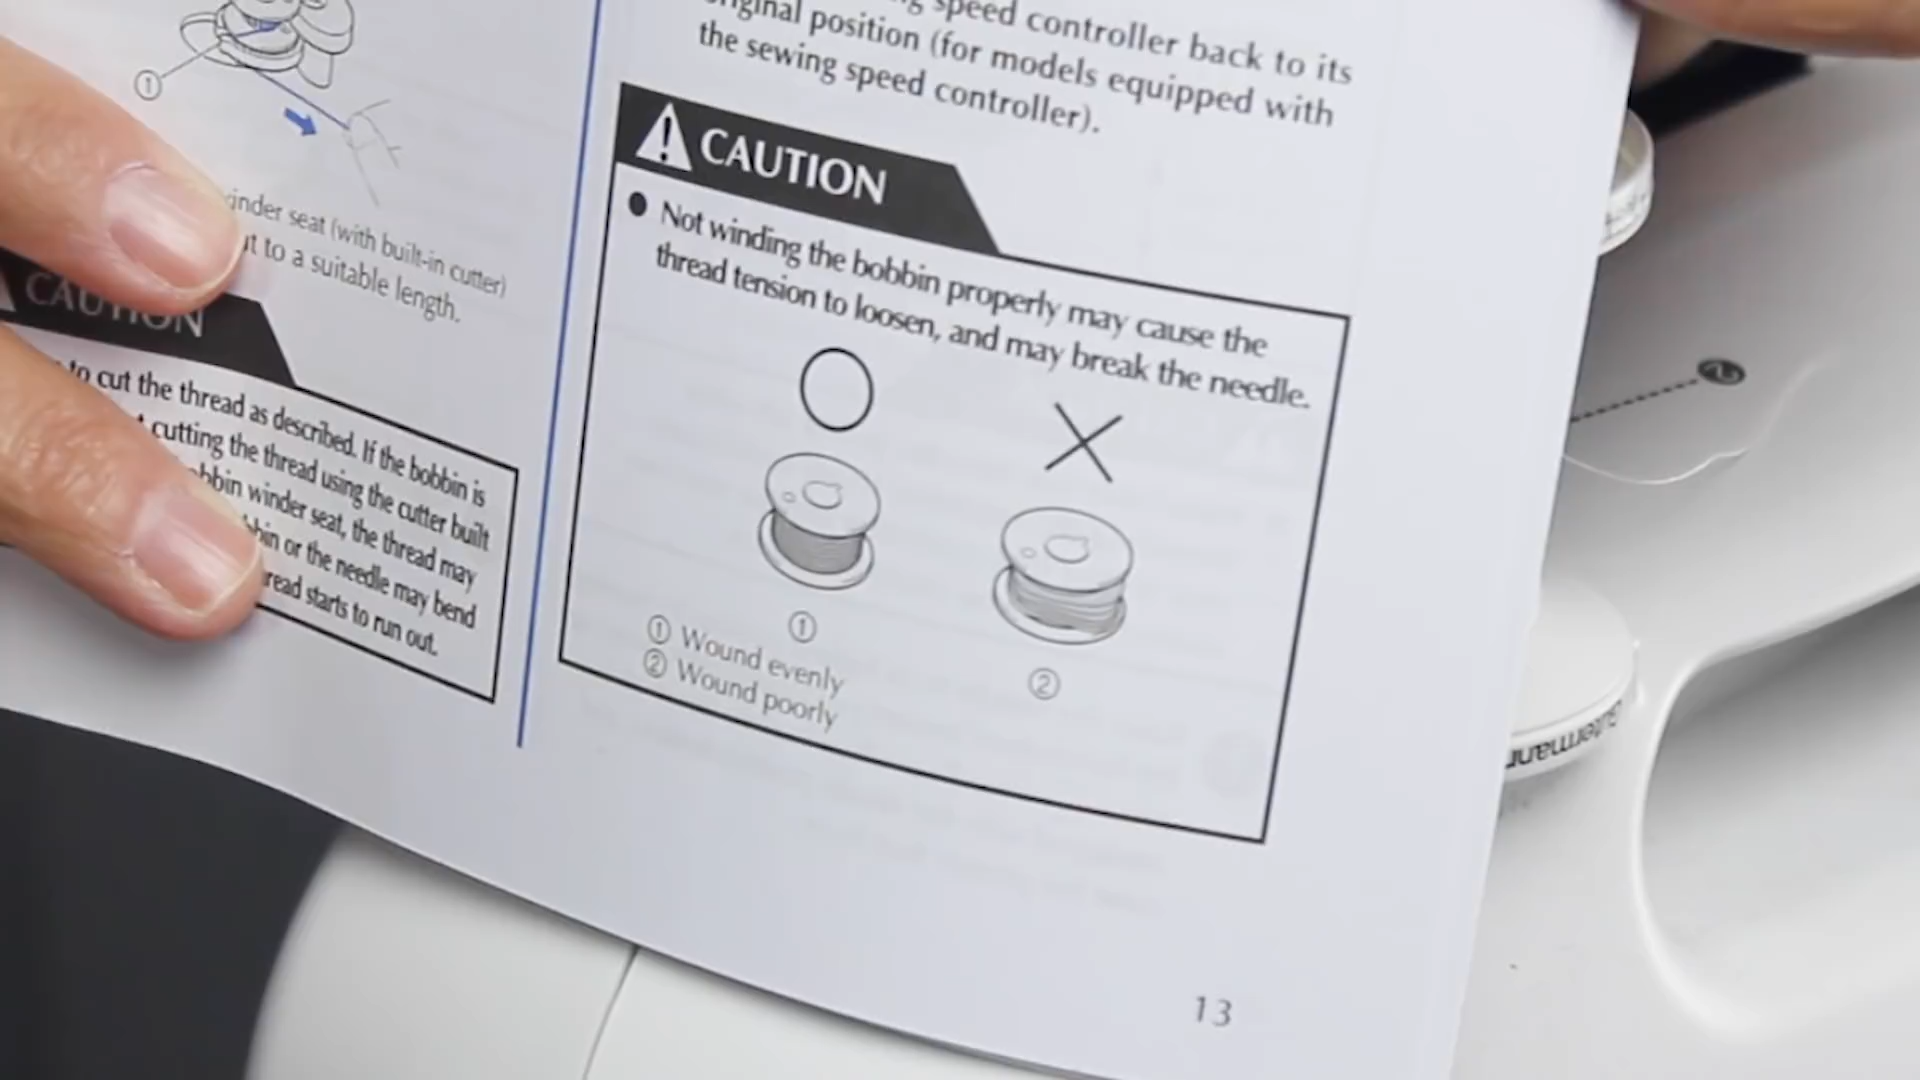 ①
inder seat (with built-in cutter)
to a suitable length.
CAUTION
to cut the thread as described. If the bobbin is
cutting the thread using the cutter built
winder seat, the thread may
or the needle may bend
starts to run out.
speed controller back to its
original position (for models equipped with
the sewing speed controller).
CAUTION
● Not winding the bobbin properly may cause the
thread tension to loosen, and may break the needle.
① ②
① Wound evenly
② Wound poorly
13
2
Gutermann